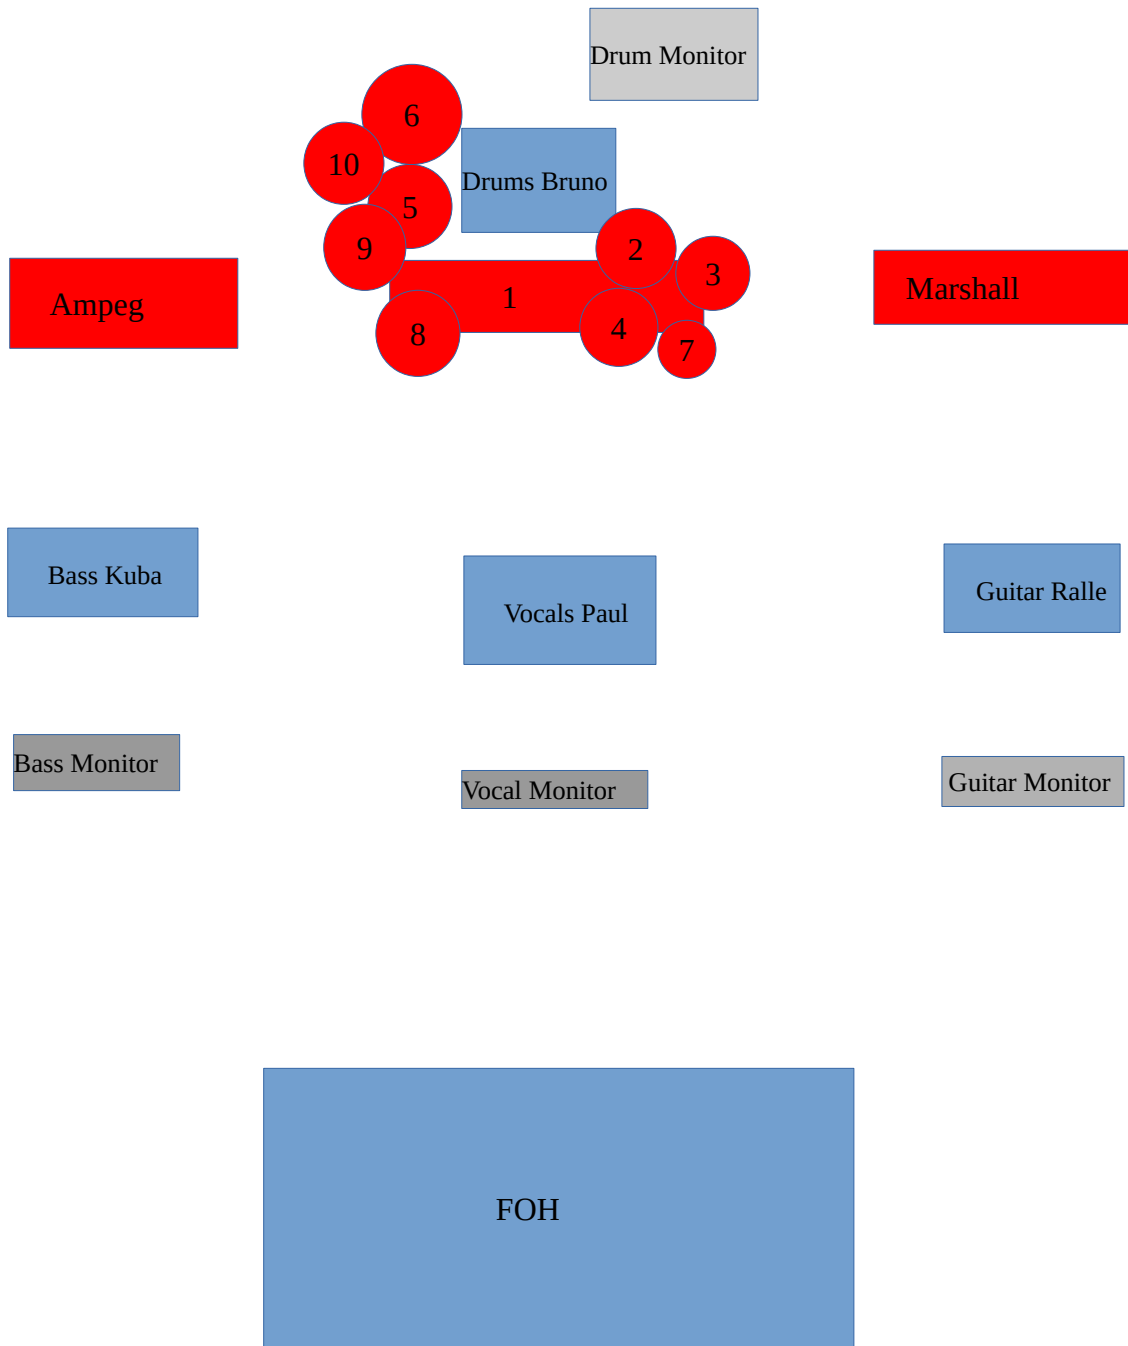 Drum Monitor
6
10
Drums Bruno
5
9
2
3
Ampeg
1
Marshall
8
4
7
Bass Kuba
Vocals Paul
Guitar Ralle
Bass Monitor
Vocal Monitor
Guitar Monitor
FOH